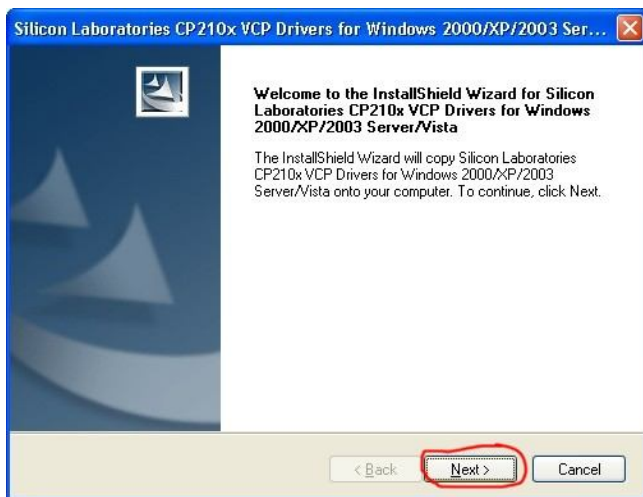 Silicon Laboratories CP210x VCP Drivers for Windows 2000/XP/2003 Ser...
Welcome to the InstallShield Wizard for Silicon
Laboratories CP210x VCP Drivers for Windows
2000/XP/2003 Server/Vista
The InstallShield Wizard will copy Silicon Laboratories
CP210x VCP Drivers for Windows 2000/XP/2003
Server/Vista onto your computer. To continue, click Next.
< Back Next > Cancel